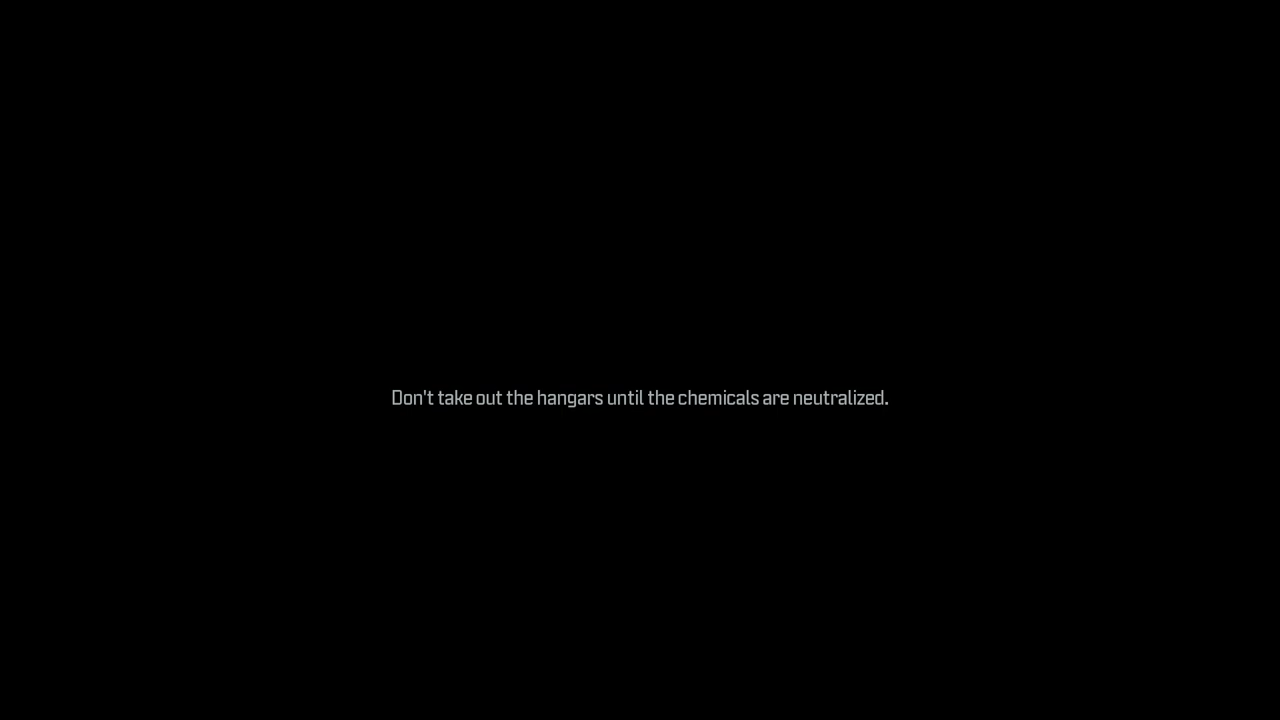 Don't take out the hangars until the chemicals are neutralized.